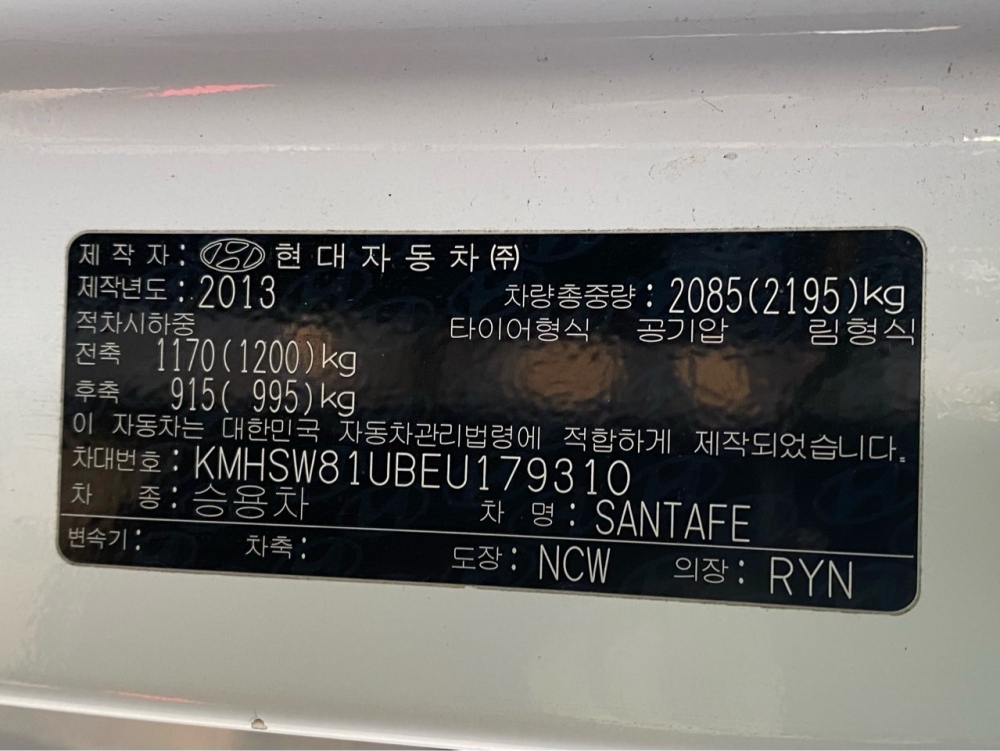 제 작 자 : 현 대 자 동 차 ㈜
제작년도 : 2013 차량총중량 : 2085(2195)kg
적차시하중 타이어형식 공기압 림형식
전축 1170(1200)kg
후축 915( 995)kg
이 자동차는 대한민국 자동차관리법령에 적합하게 제작되었습니다.
차대번호 : KMHSW81UBEU179310
차 종 : 승용차 차 명 : SANTAFE
변속기 : 차축 : 도장 : NCW 의장 : RYN